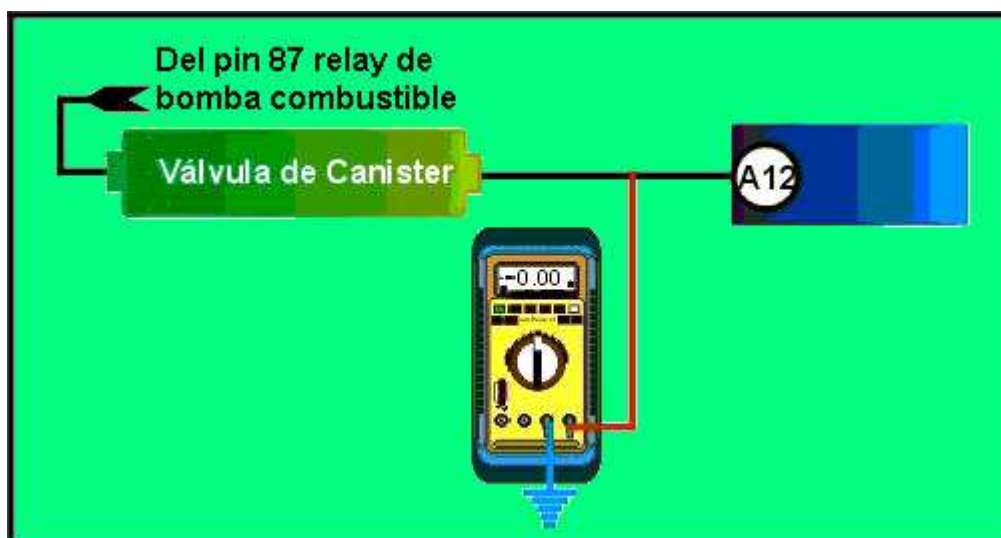 Del pin 87 relay de
bomba combustible
Válvula de Canister
A12
-0.00